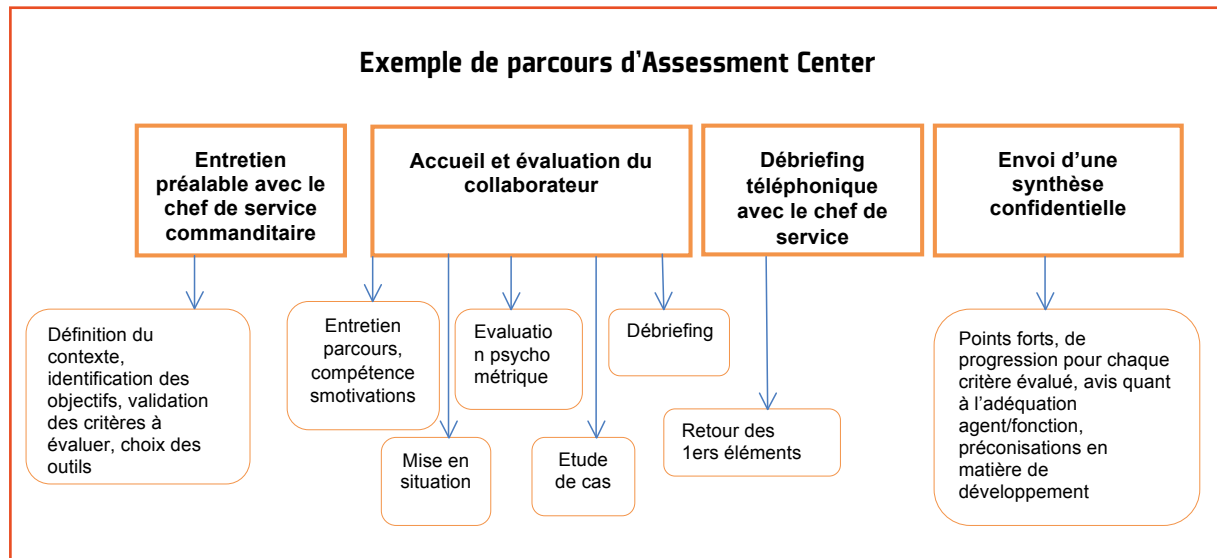 Exemple de parcours d'Assessment Center
Entretien
préalable avec le
chef de service
commanditaire
Accueil et évaluation du
collaborateur
Débriefing
téléphonique
avec le chef de
service
Envoi d'une
synthèse
confidentielle
Définition du
contexte,
identification des
objectifs, validation
des critères à
évaluer, choix des
outils
Entretien
parcours,
compétence
smotivations
Mise en
situation
Evaluatio
n psycho
métrique
Etude
de cas
Débriefing
Retour des
1ers éléments
Points forts, de
progression pour chaque
critère évalué, avis quant
à l'adéquation
agent/fonction,
préconisations en
matière de
développement